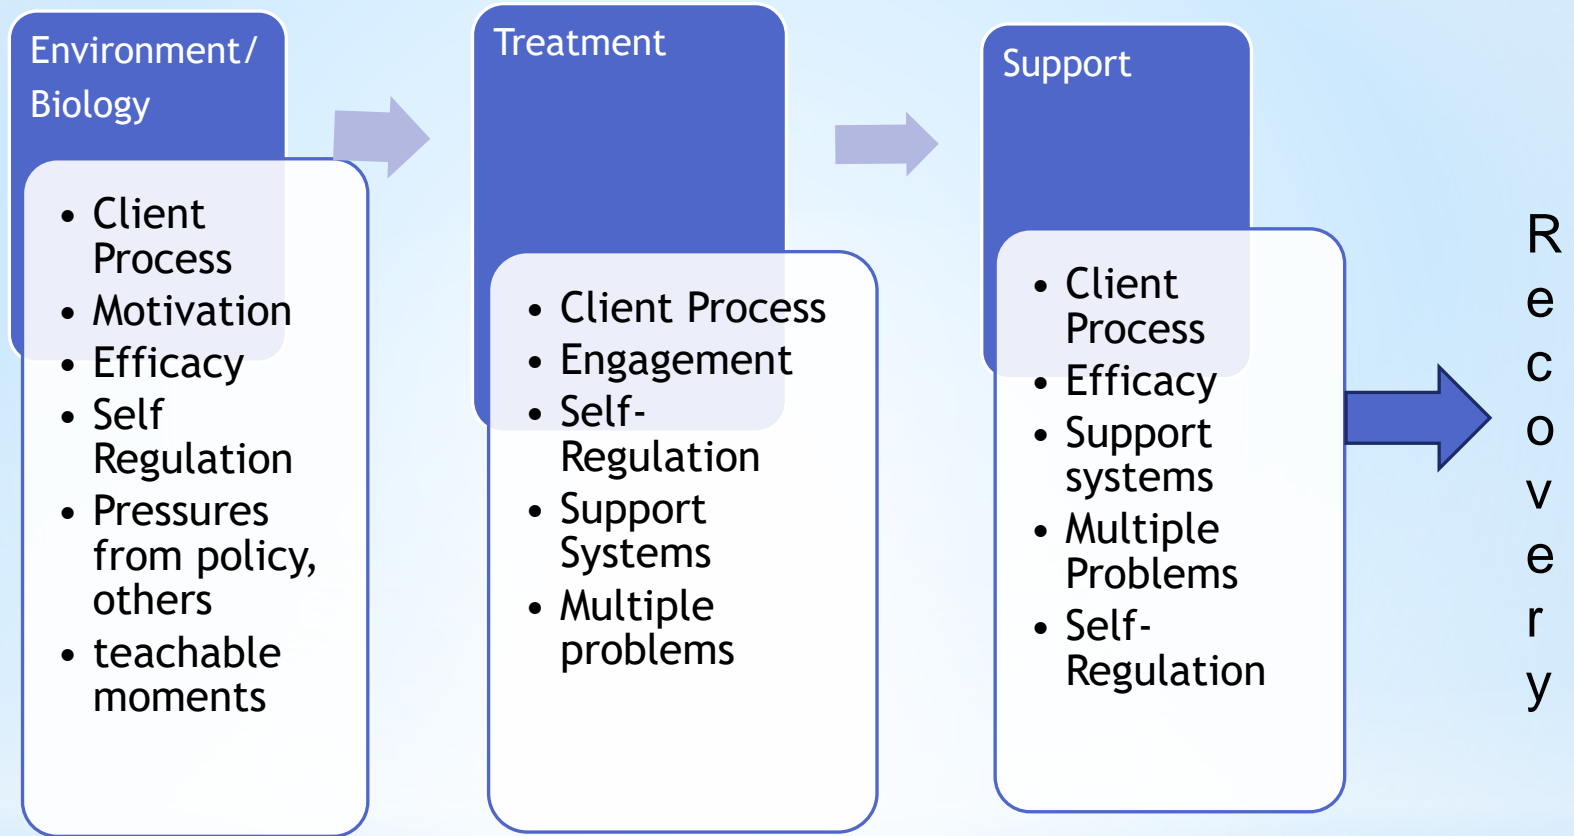 Environment/
Biology
• Client
Process
• Motivation
• Efficacy
• Self
Regulation
• Pressures
from policy,
others
• teachable
moments
Treatment
• Client Process
• Engagement
• Self-
Regulation
• Support
Systems
• Multiple
problems
Support
• Client
Process
• Efficacy
• Support
systems
• Multiple
Problems
• Self-
Regulation
R
e
c
o
v
e
r
y